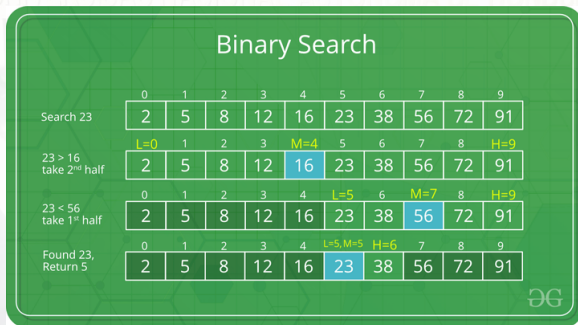 Binary Search
0 1 2 3 4 5 6 7 8 9
Search 23 2 5 8 12 16 23 38 56 72 91
L=0 1 2 3 M=4 5 6 7 8 H=9
23 > 16
take 2nd half
2 5 8 12 16 23 38 56 72 91
0 1 2 3 4 L=5 6 M=7 8 H=9
23 < 56
take 1st half
2 5 8 12 16 23 38 56 72 91
0 1 2 3 4 L=5, M=5 H=6 7 8 9
Found 23,
Return 5
2 5 8 12 16 23 38 56 72 91